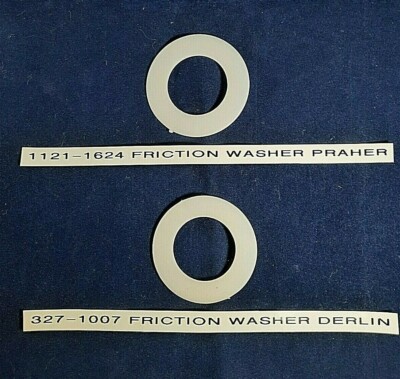 1121-1624 FRICTION WASHER PRAHER
327-1007 FRICTION WASHER DERLIN